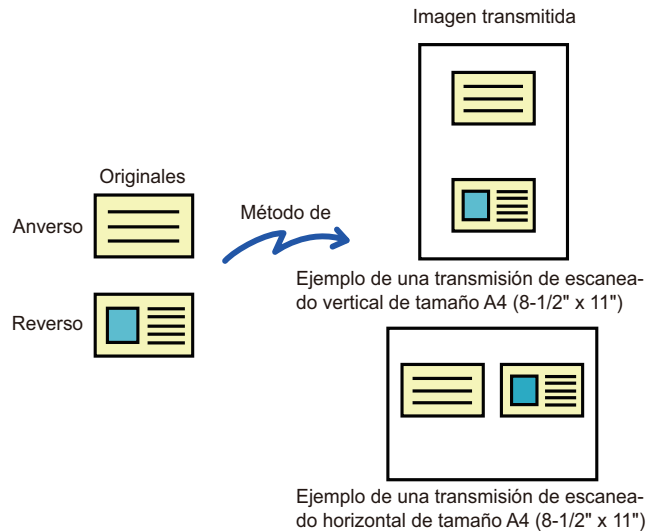 Imagen transmitida
Originales
Anverso
Método de
Reverso
Ejemplo de una transmisión de escanea-
do vertical de tamaño A4 (8-1/2" x 11")
Ejemplo de una transmisión de escanea-
do horizontal de tamaño A4 (8-1/2" x 11")